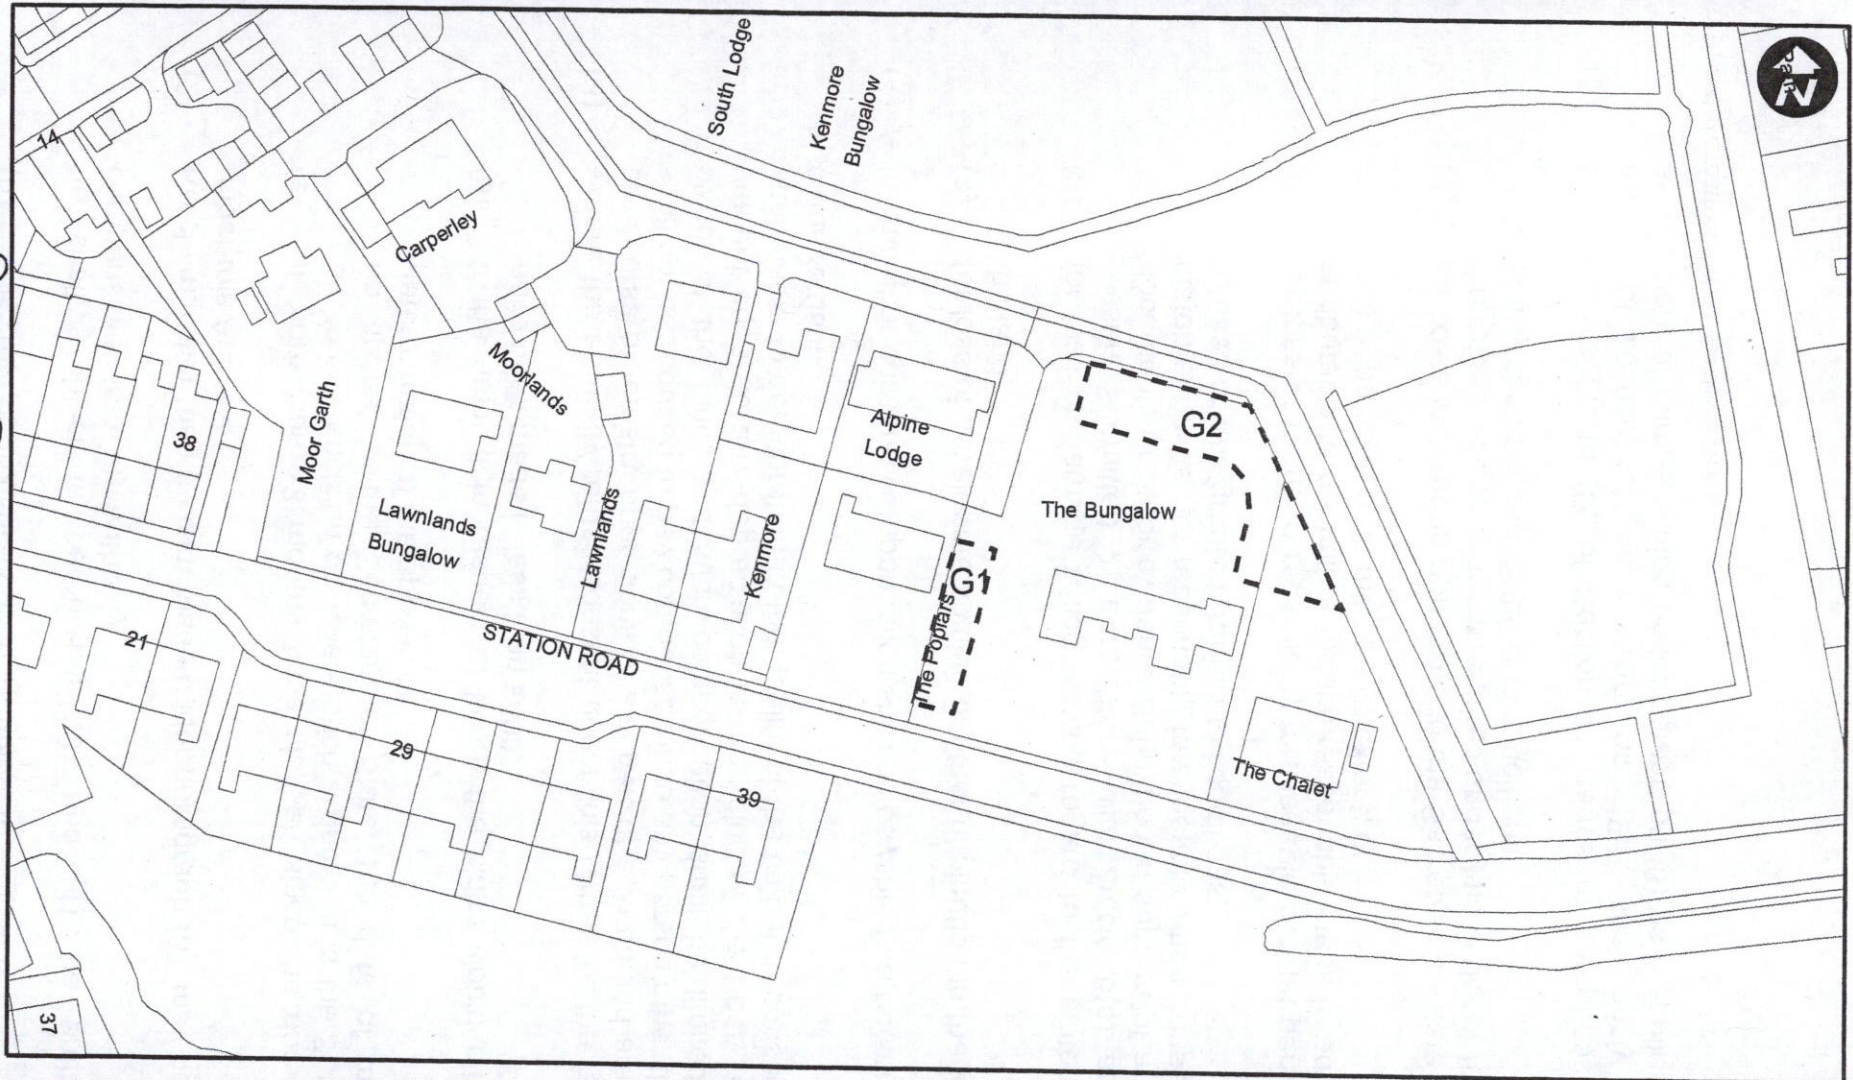 South Lodge
Kenmore
Bungalow
14
Carperley
Moorlands
Moor Garth
38
Alpine
Lodge
G2
Lawnlands
Bungalow
Lawnlands
Kenmore
The Bungalow
G1
The Poplars
STATION ROAD
21
29
39
The Chalet
37
N